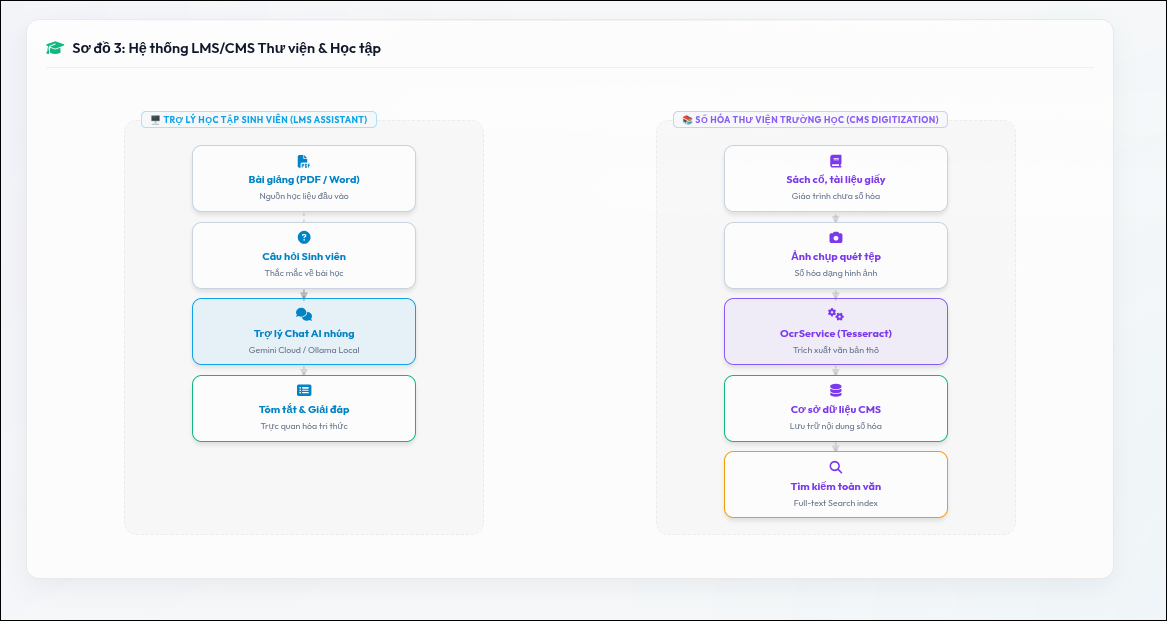 Sơ đồ 3: Hệ thống LMS/CMS Thư viện & Học tập
TRỢ LÝ HỌC TẬP SINH VIÊN (LMS ASSISTANT)
PDF
Bài giảng (PDF / Word)
Nguồn học liệu đầu vào
Câu hỏi Sinh viên
Thắc mắc về bài học
Trợ lý Chat AI nhúng
Gemini Cloud / Ollama Local
Tóm tắt & Giải đáp
Trực quan hóa tri thức
SỐ HÓA THƯ VIỆN TRƯỜNG HỌC (CMS DIGITIZATION)
Sách cổ, tài liệu giấy
Giáo trình chưa số hóa
Ảnh chụp quét tệp
Số hóa dạng hình ảnh
OcrService (Tesseract)
Trích xuất văn bản thô
Cơ sở dữ liệu CMS
Lưu trữ nội dung số hóa
Tìm kiếm toàn văn
Full-text Search index